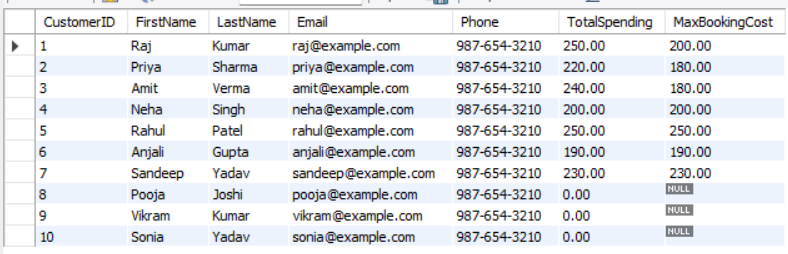 CustomerID FirstName LastName Email Phone TotalSpending MaxBookingCost
1 Raj Kumar raj@example.com 987-654-3210 250.00 200.00
2 Priya Sharma priya@example.com 987-654-3210 220.00 180.00
3 Amit Verma amit@example.com 987-654-3210 240.00 180.00
4 Neha Singh neha@example.com 987-654-3210 200.00 200.00
5 Rahul Patel rahul@example.com 987-654-3210 250.00 250.00
6 Anjali Gupta anjali@example.com 987-654-3210 190.00 190.00
7 Sandeep Yadav sandeep@example.com 987-654-3210 230.00 230.00
8 Pooja Joshi pooja@example.com 987-654-3210 0.00 NULL
9 Vikram Kumar vikram@example.com 987-654-3210 0.00 NULL
10 Sonia Yadav sonia@example.com 987-654-3210 0.00 NULL